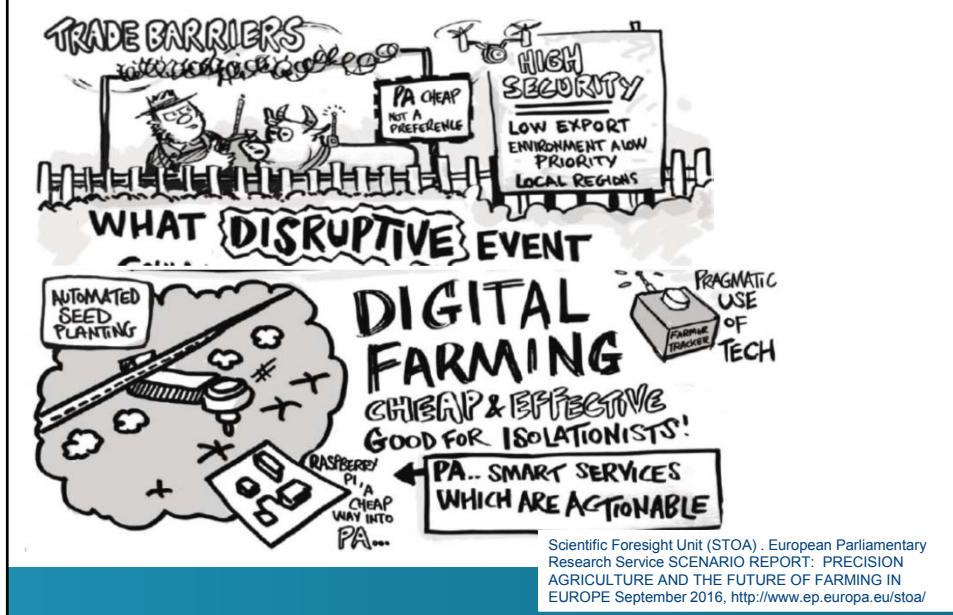 TRADE BARRIERS
PA CHEAP
NOT A
PREFERENCE
HIGH
SECURITY
LOW EXPORT
ENVIRONMENT A LOW
PRIORITY
LOCAL REGIONS
WHAT DISRUPTIVE EVENT
AUTOMATED
SEED
PLANTING
DIGITAL
FARMING
CHEAP & EFFECTIVE
GOOD FOR ISOLATIONISTS!
FARMER
TRACKER
PRAGMATIC
USE
OF
TECH
RASPBERRY
PI, A
CHEAP
WAY INTO
PA...
PA.. SMART SERVICES
WHICH ARE ACTIONABLE
Scientific Foresight Unit (STOA) . European Parliamentary
Research Service SCENARIO REPORT: PRECISION
AGRICULTURE AND THE FUTURE OF FARMING IN
EUROPE September 2016, http://www.ep.europa.eu/stoa/